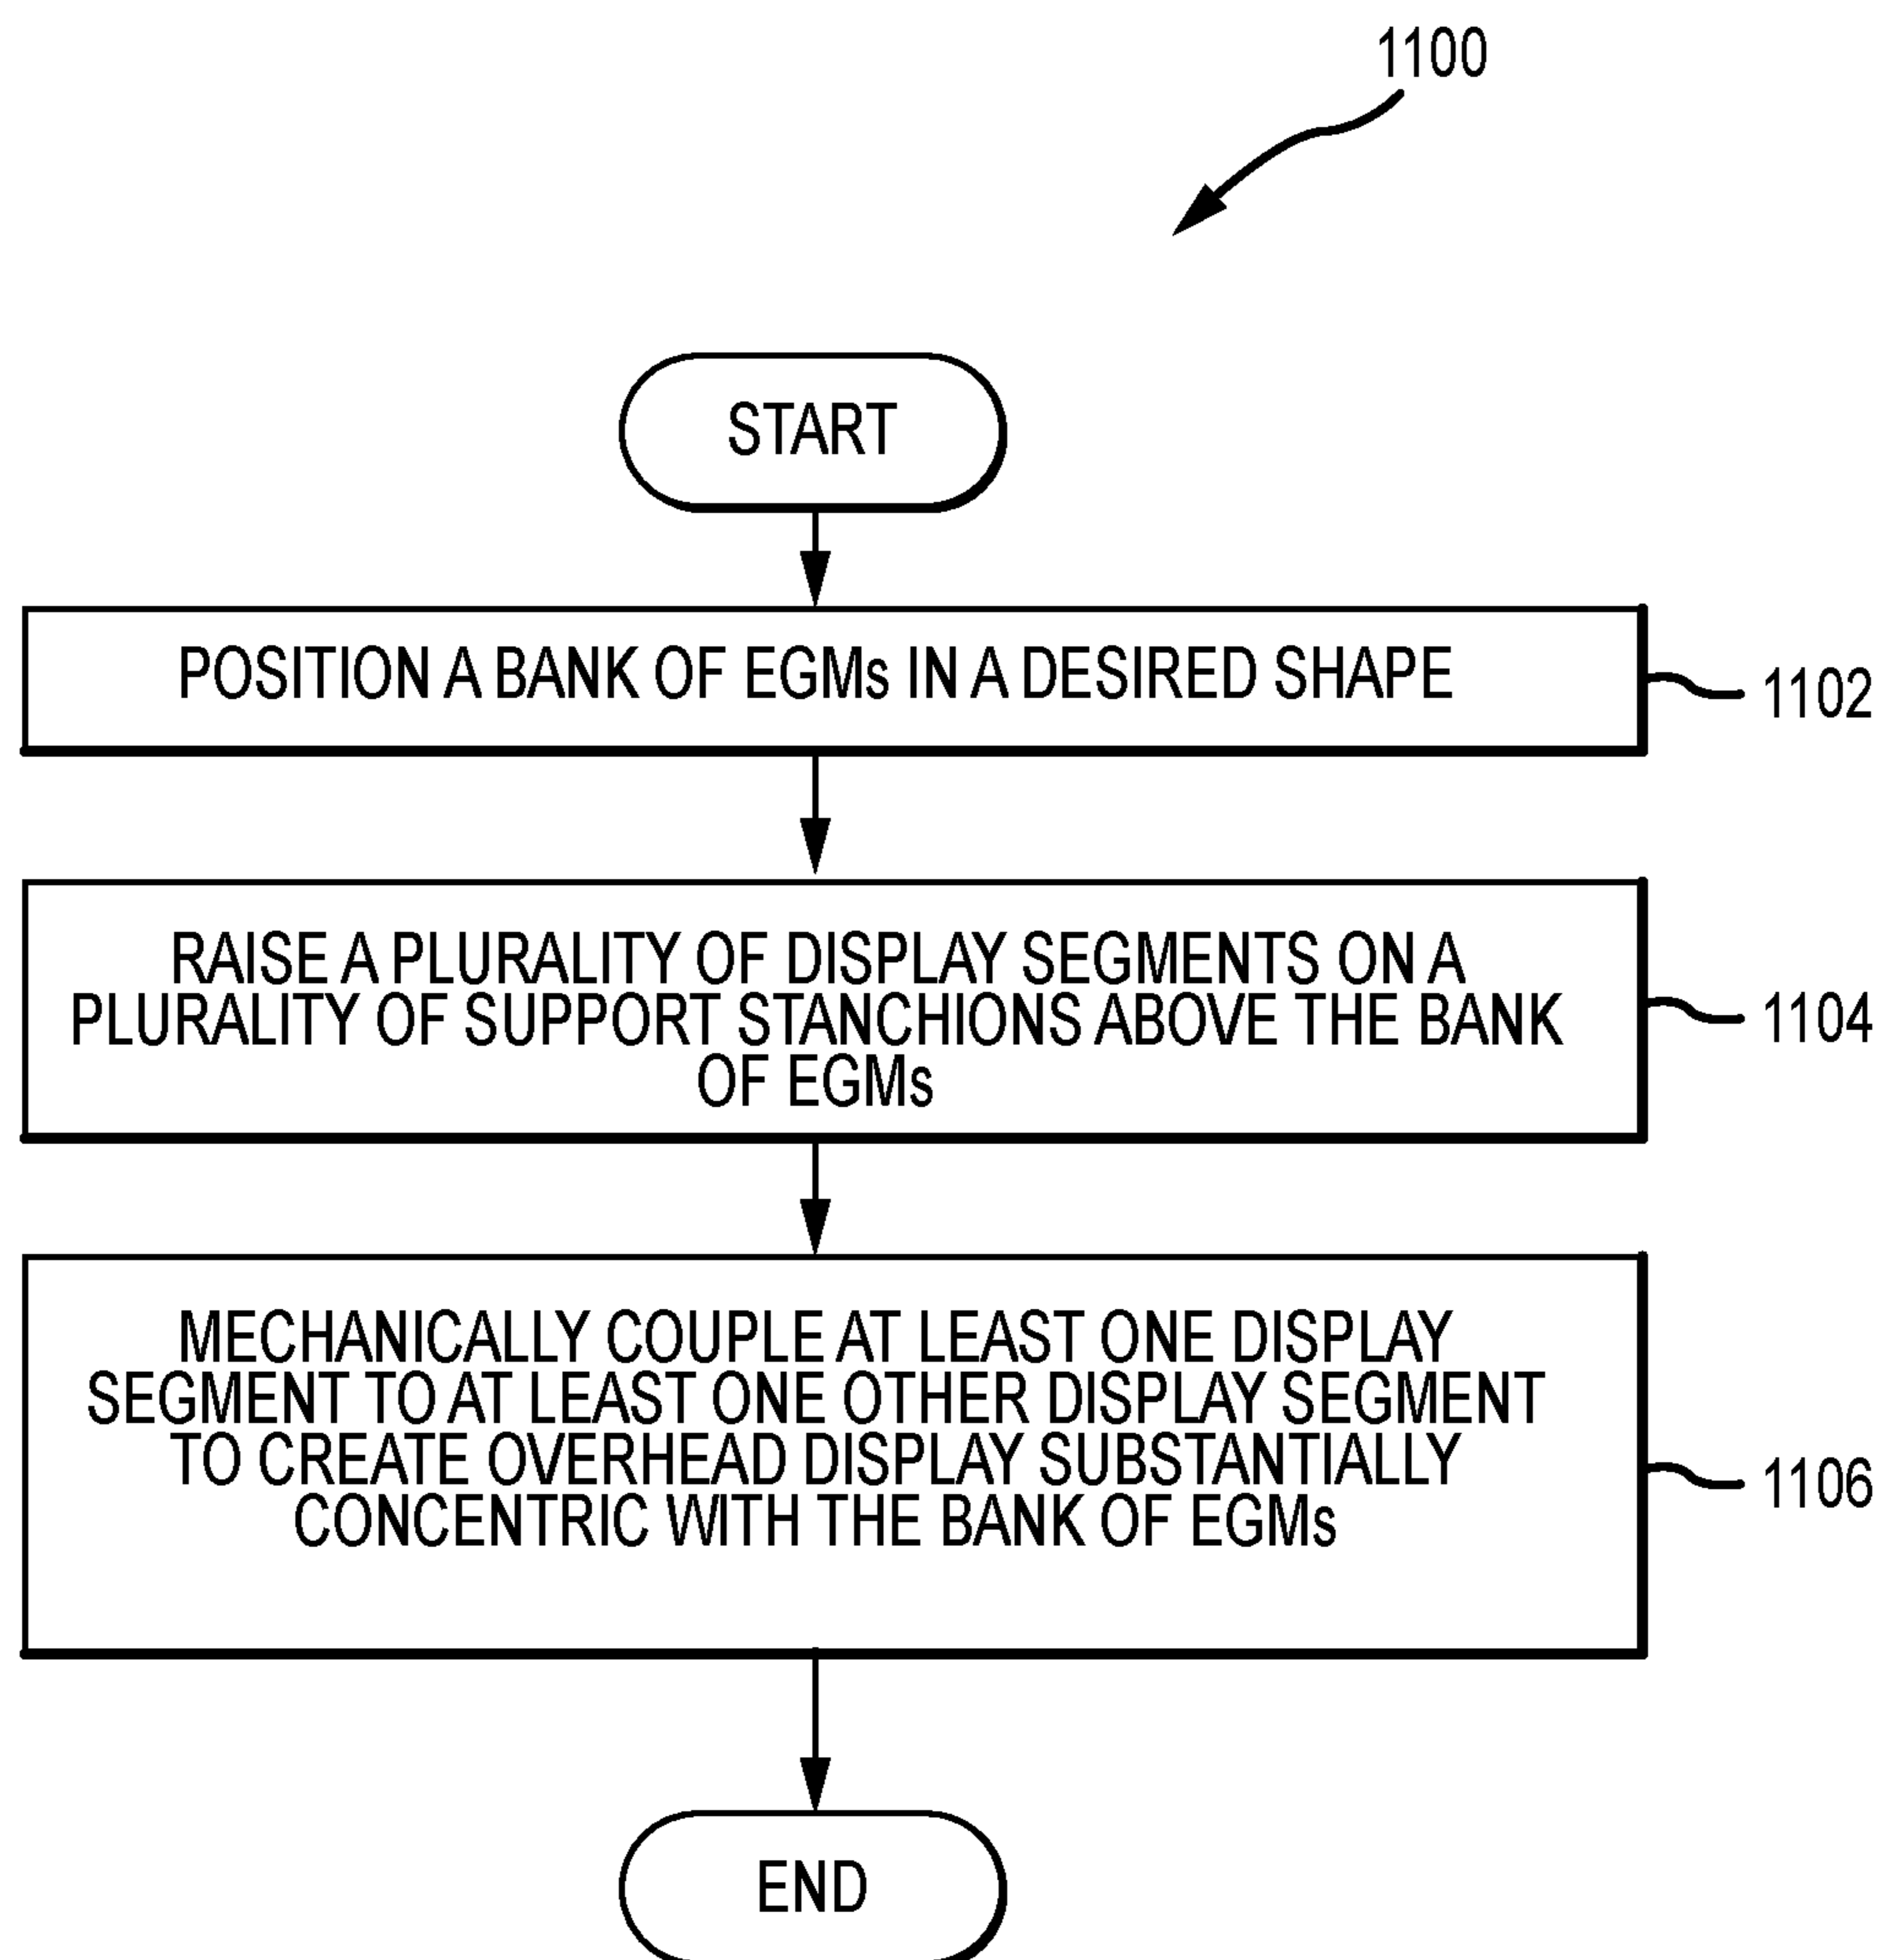 1100
START
POSITION A BANK OF EGMs IN A DESIRED SHAPE
1102
RAISE A PLURALITY OF DISPLAY SEGMENTS ON A
PLURALITY OF SUPPORT STANCHIONS ABOVE THE BANK
OF EGMs
1104
MECHANICALLY COUPLE AT LEAST ONE DISPLAY
SEGMENT TO AT LEAST ONE OTHER DISPLAY SEGMENT
TO CREATE OVERHEAD DISPLAY SUBSTANTIALLY
CONCENTRIC WITH THE BANK OF EGMs
1106
END